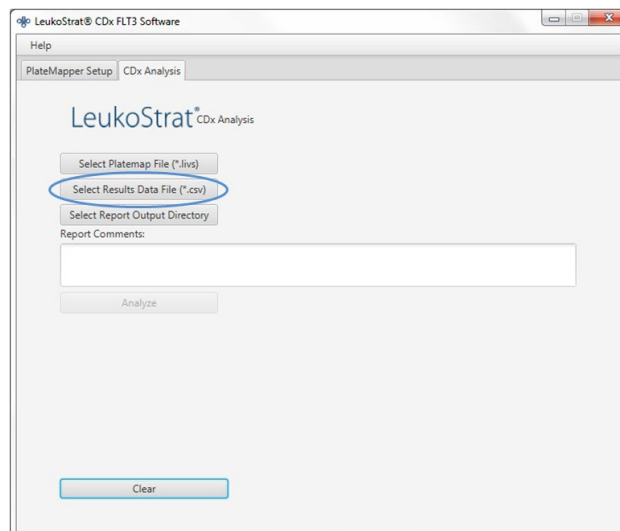 LeukoStrat® CDx FLT3 Software
Help
PlateMapper Setup CDx Analysis
LeukoStrat® CDx Analysis
Select Platemap File (*.livs)
Select Results Data File (*.csv)
Select Report Output Directory
Report Comments:
Analyze
Clear